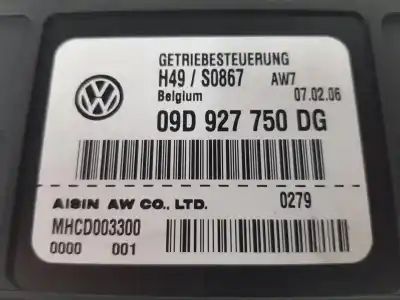 GETRIEBESTEUERUNG
H49 / S0867 AW7
Belgium 07.02.06
09D 927 750 DG
AISIN AW CO., LTD. 0279
MHCD003300
0000 001